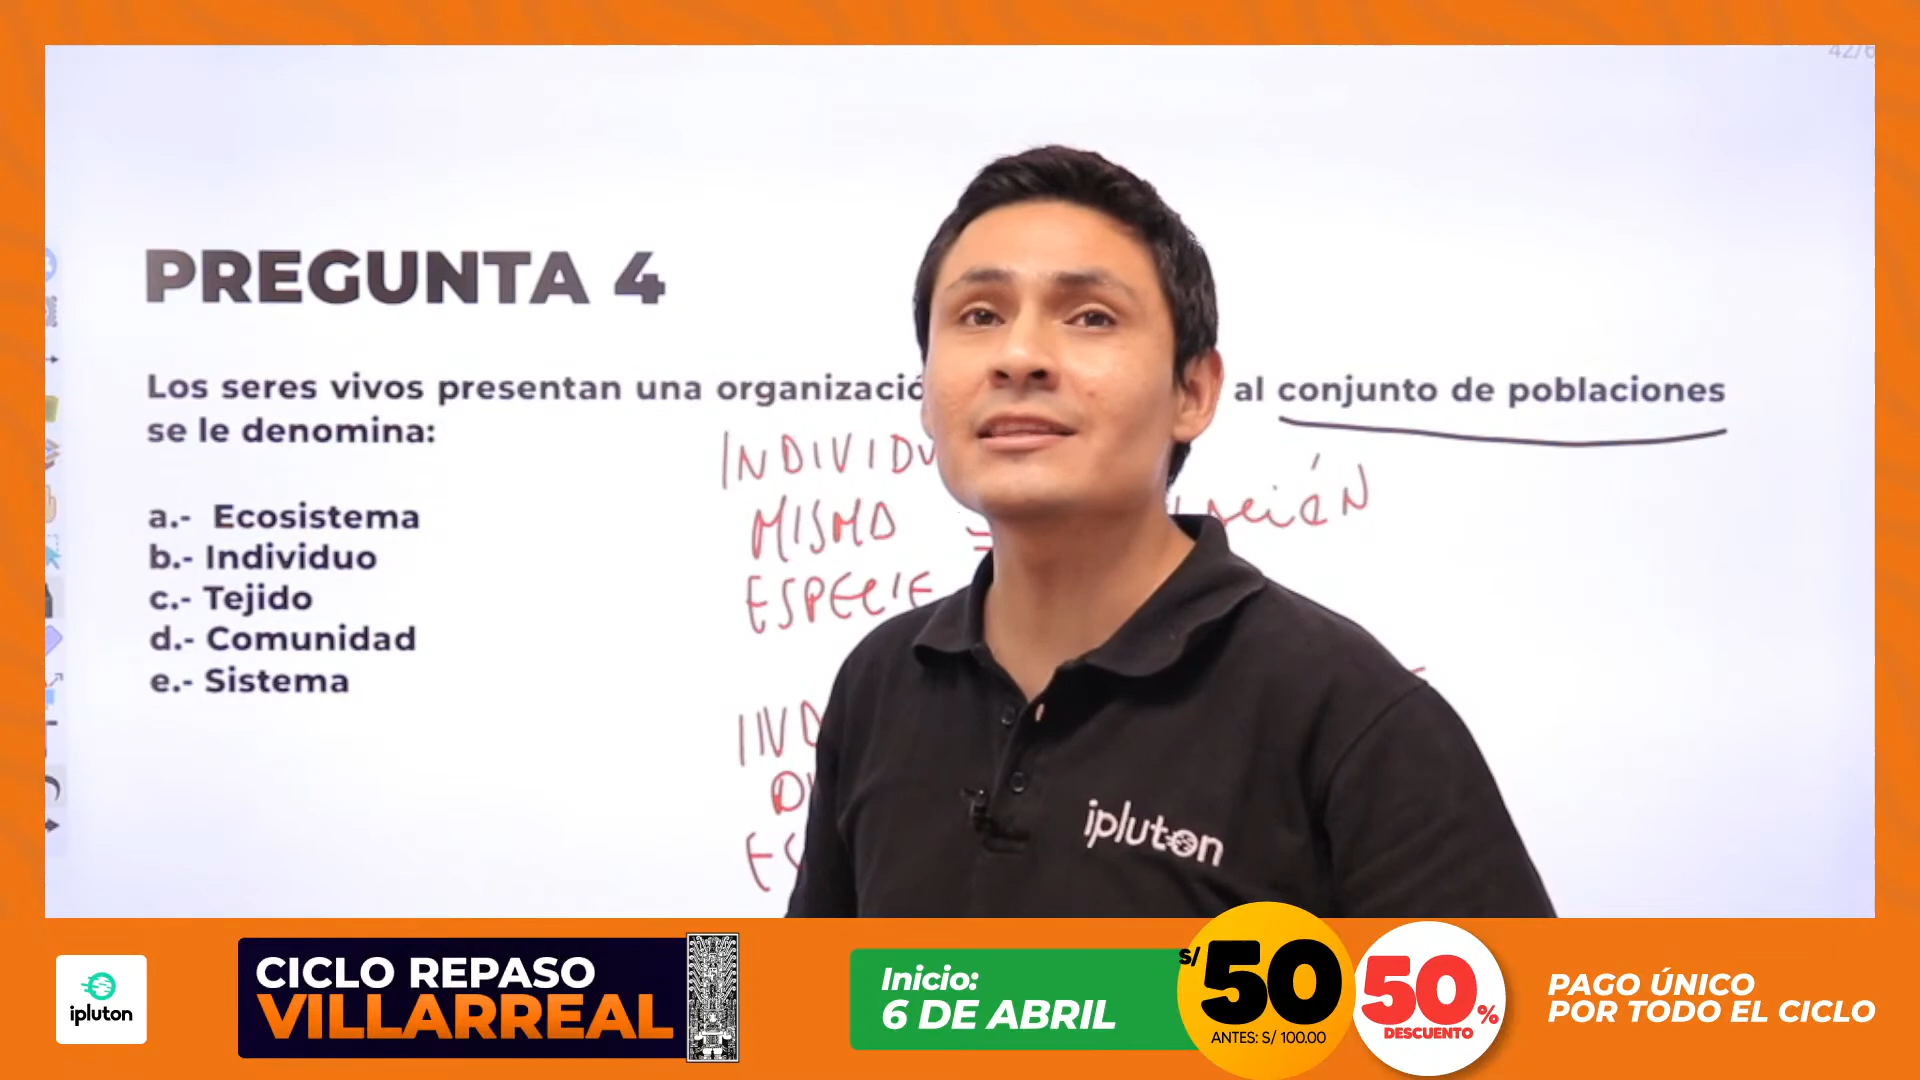 PREGUNTA 4
Los seres vivos presentan una al conjunto de poblaciones
se le denomina:
a.- Ecosistema
b.- Individuo
c.- Tejido
d.- Comunidad
e.- Sistema
MISMO
ESPECIE
ipluton
ipluton
CICLO REPASO
VILLARREAL
Inicio:
6 DE ABRIL
S/ 50
ANTES: S/ 100.00
50%
DESCUENTO
PAGO ÚNICO
POR TODO EL CICLO